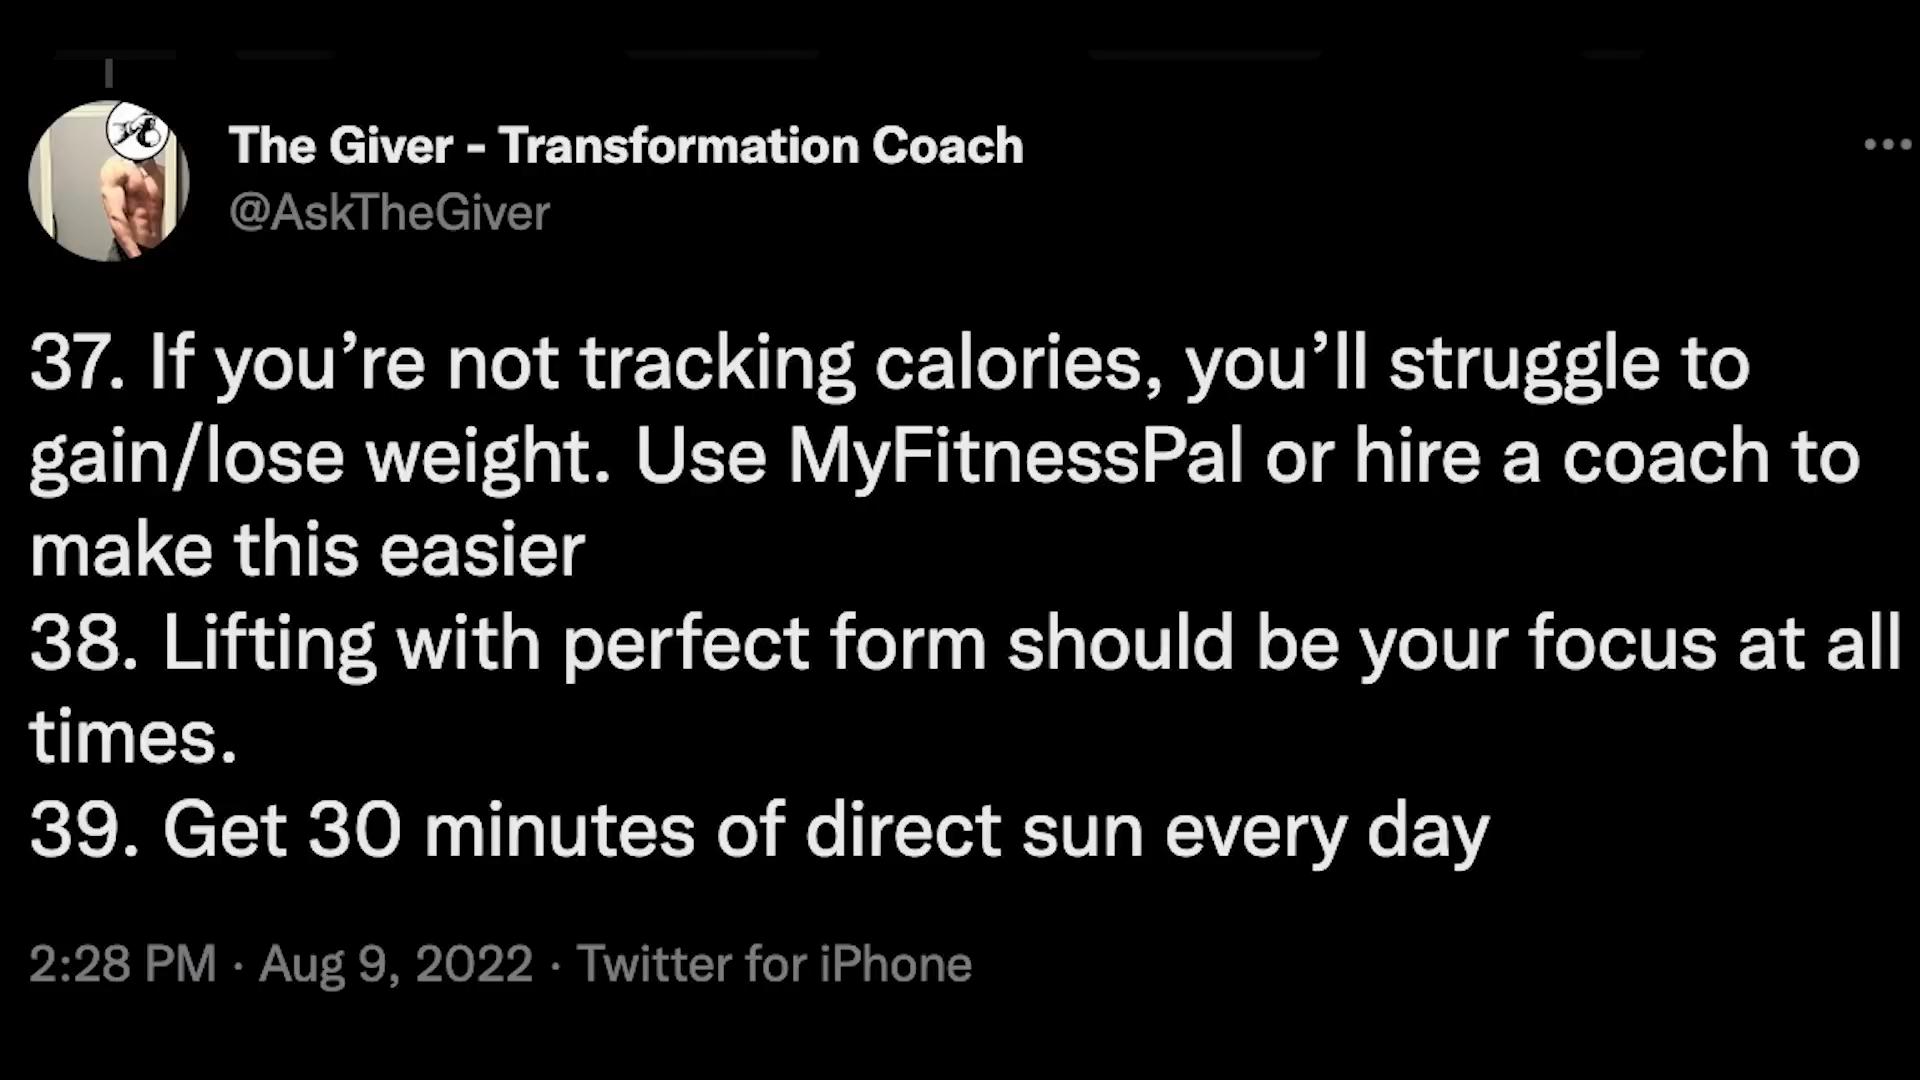 The Giver - Transformation Coach
@AskTheGiver
37. If you’re not tracking calories, you’ll struggle to
gain/lose weight. Use MyFitnessPal or hire a coach to
make this easier
38. Lifting with perfect form should be your focus at all
times.
39. Get 30 minutes of direct sun every day
2:28 PM · Aug 9, 2022 · Twitter for iPhone